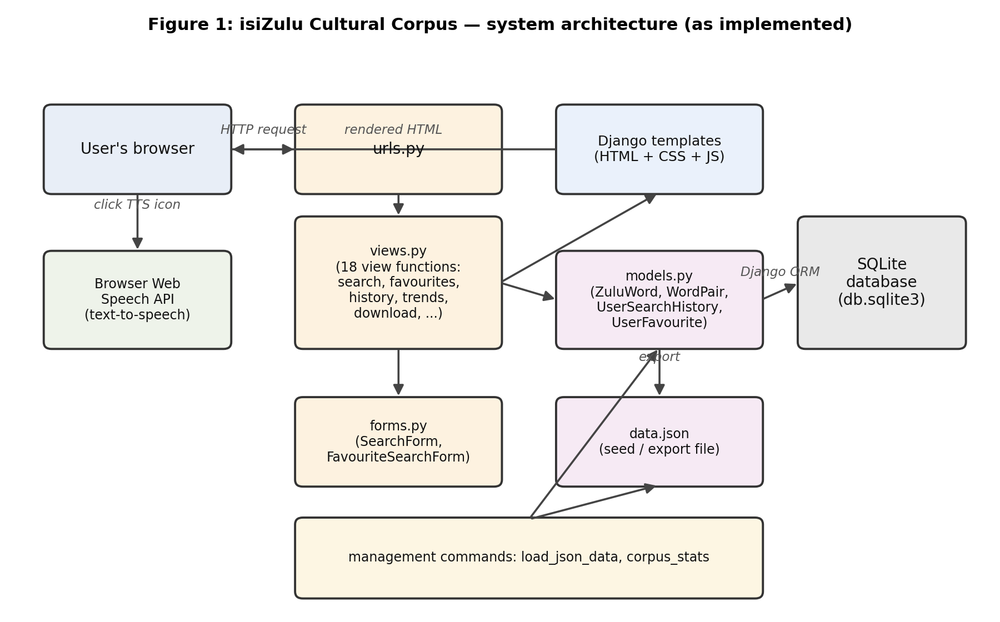 Figure 1: isiZulu Cultural Corpus — system architecture (as implemented)
User's browser
HTTP request
rendered HTML
urls.py
Django templates
(HTML + CSS + JS)
click TTS icon
Browser Web
Speech API
(text-to-speech)
views.py
(18 view functions:
search, favourites,
history, trends,
download, ...)
models.py
(ZuluWord, WordPair,
UserSearchHistory,
UserFavourite)
Django ORM
SQLite
database
(db.sqlite3)
export
forms.py
(SearchForm,
FavouriteSearchForm)
data.json
(seed / export file)
management commands: load_json_data, corpus_stats